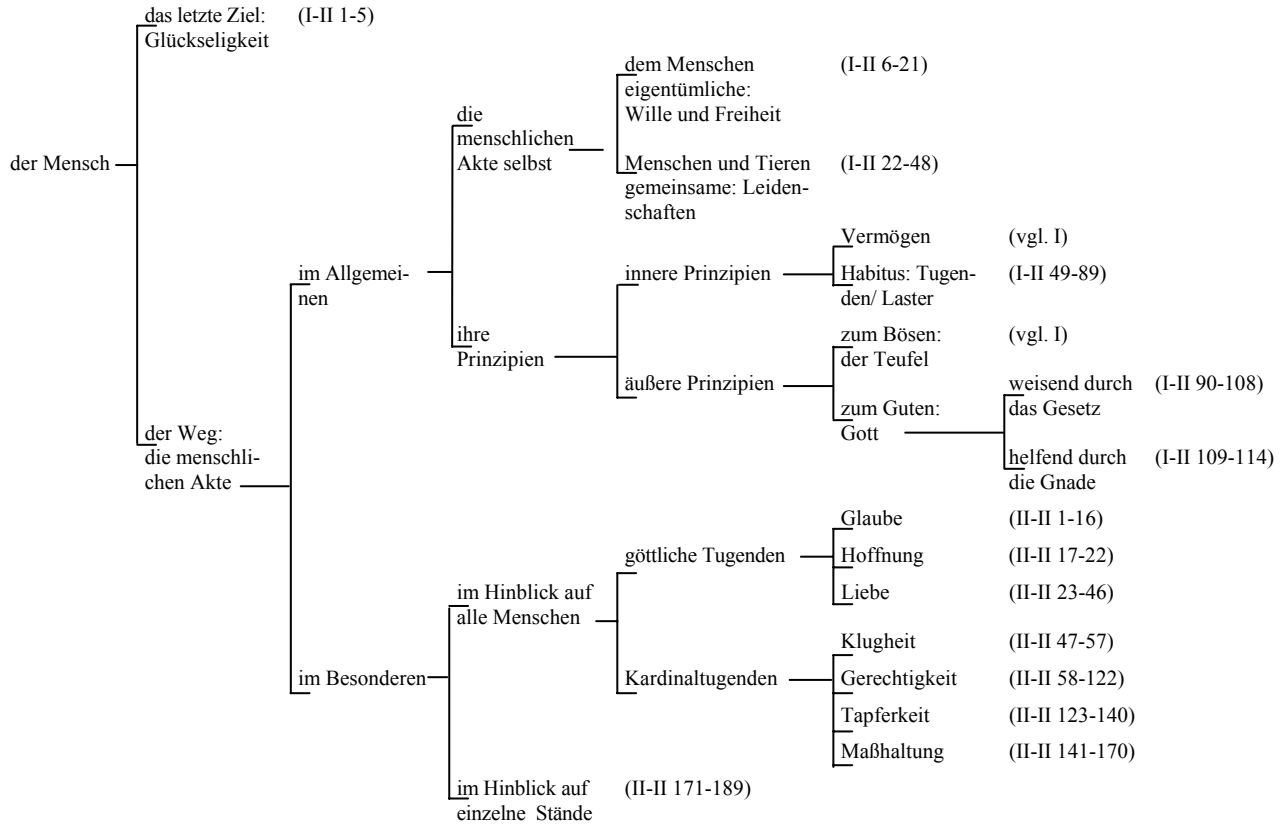 das letzte Ziel: (I-II 1-5)
Glückseligkeit
dem Menschen (I-II 6-21)
eigentümliche:
Wille und Freiheit
die
menschlichen
Akte selbst
der Mensch
Menschen und Tieren (I-II 22-48)
gemeinsame: Leiden-
schaften
Vermögen (vgl. I)
im Allgemei-
nen
innere Prinzipien
Habitus: Tugen- (I-II 49-89)
den/ Laster
ihre
Prinzipien
zum Bösen: (vgl. I)
der Teufel
äußere Prinzipien
weisend durch (I-II 90-108)
das Gesetz
zum Guten:
Gott
der Weg:
die menschli-
chen Akte
helfend durch (I-II 109-114)
die Gnade
Glaube (II-II 1-16)
göttliche Tugenden
Hoffnung (II-II 17-22)
im Hinblick auf
alle Menschen
Liebe (II-II 23-46)
Klugheit (II-II 47-57)
im Besonderen
Kardinaltugenden
Gerechtigkeit (II-II 58-122)
Tapferkeit (II-II 123-140)
Maßhaltung (II-II 141-170)
im Hinblick auf (II-II 171-189)
einzelne Stände